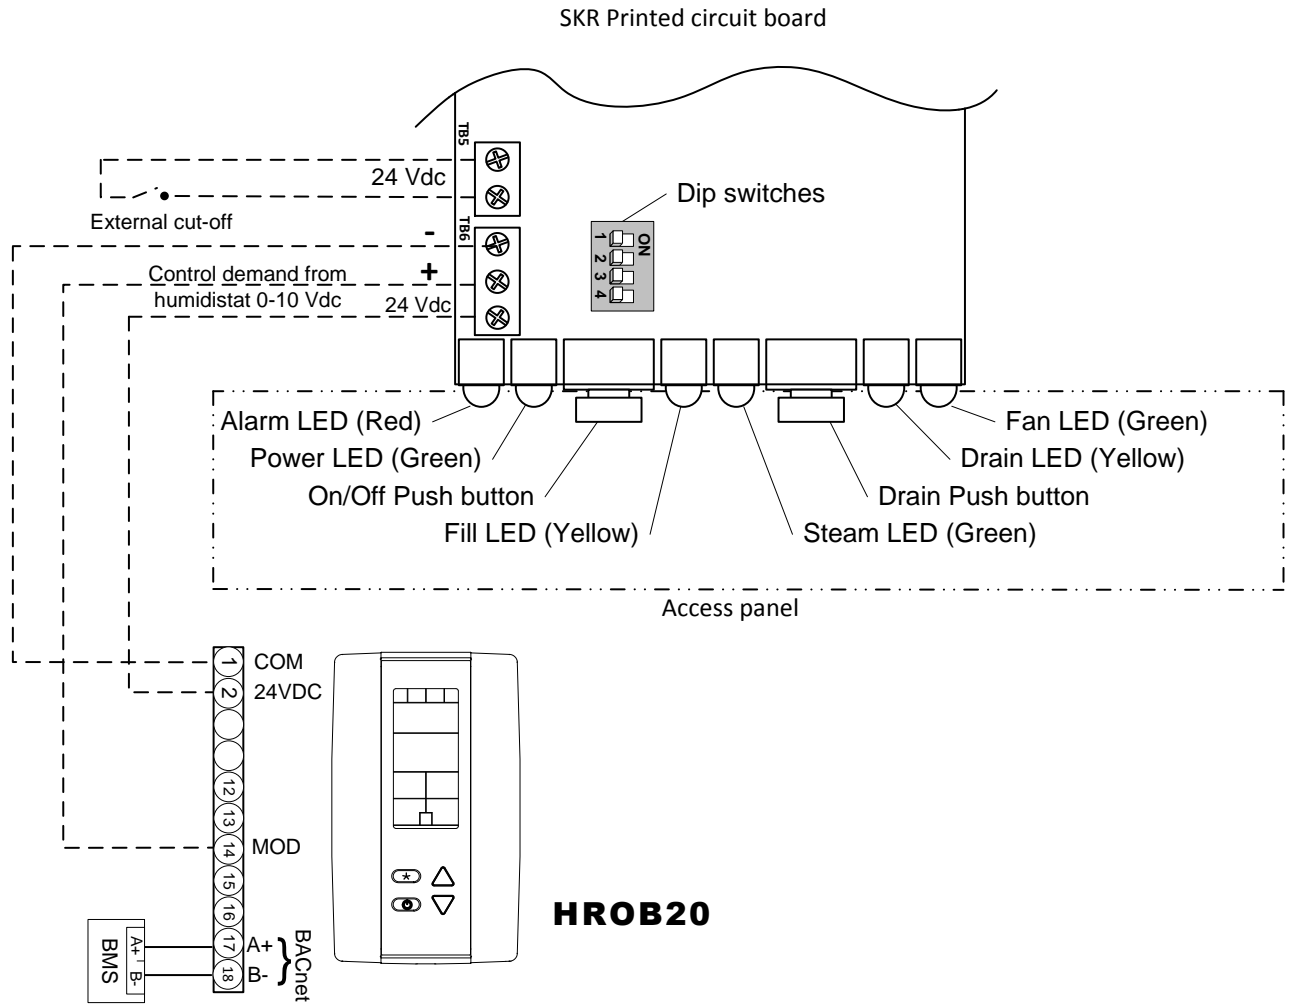 SKR Printed circuit board
TB5
24 Vdc
External cut-off
TB6
-
+
Control demand from
humidistat 0-10 Vdc
24 Vdc
Dip switches
ON
1
2
3
4
Alarm LED (Red)
Power LED (Green)
On/Off Push button
Fill LED (Yellow)
Fan LED (Green)
Drain LED (Yellow)
Drain Push button
Steam LED (Green)
Access panel
1 COM
2 24VDC
12
13
14 MOD
15
16
17 A+
18 B-
BACnet
BMS
A+
B-
HROB20